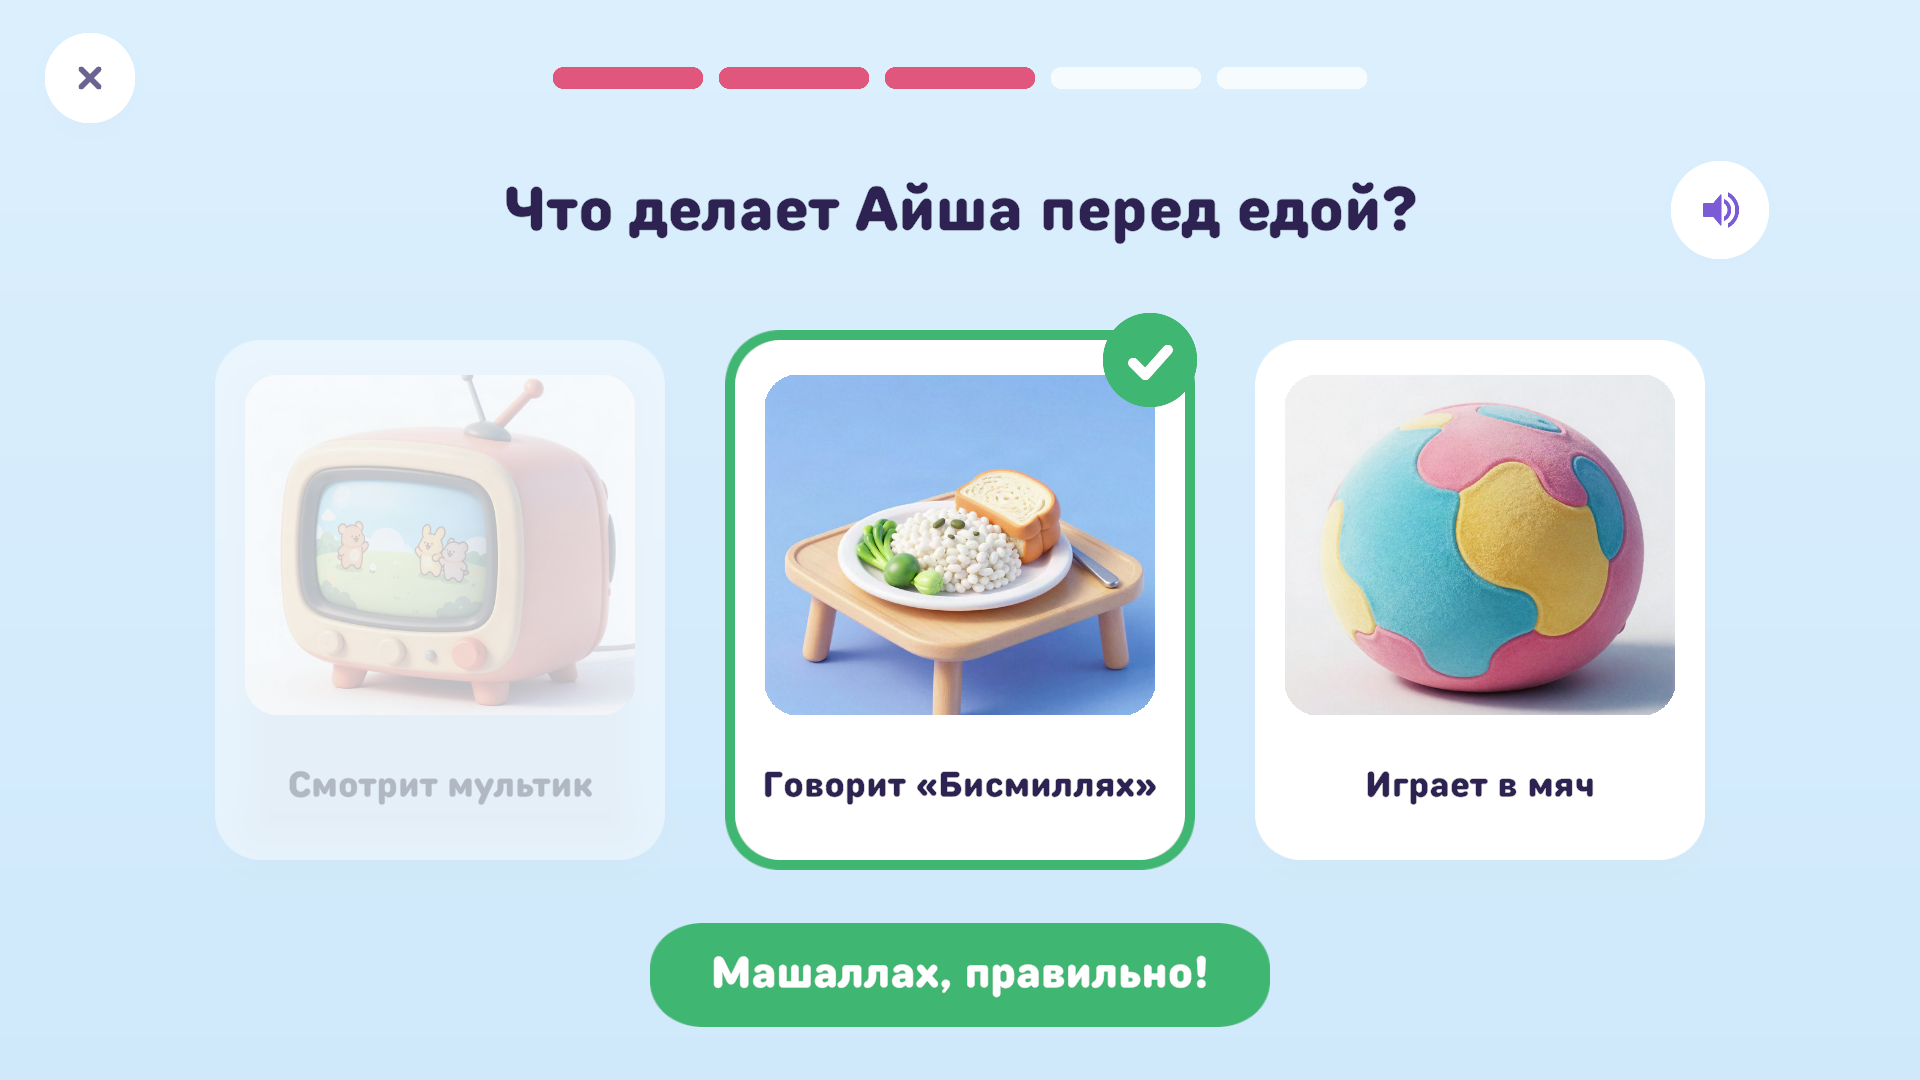 Что делает Айша перед едой?
Смотрит мультик
Говорит «Бисмиллях»
Играет в мяч
Машаллах, правильно!